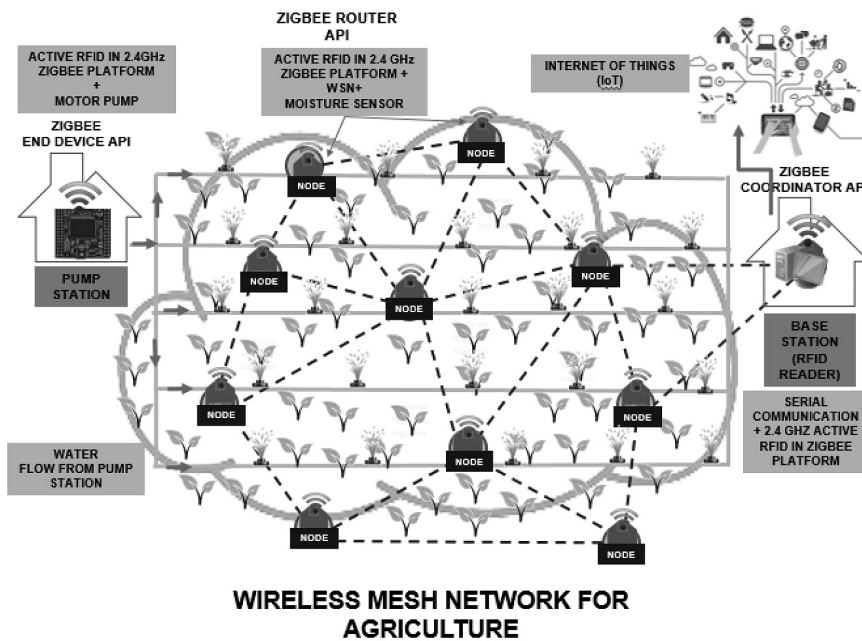 ZIGBEE ROUTER
API
ACTIVE RFID IN 2.4GHz
ZIGBEE PLATFORM
+
MOTOR PUMP
ACTIVE RFID IN 2.4 GHz
ZIGBEE PLATFORM +
WSN+
MOISTURE SENSOR
INTERNET OF THINGS
(IoT)
ZIGBEE
END DEVICE API
ZIGBEE
COORDINATOR AP
NODE
NODE
NODE
NODE
NODE
PUMP
STATION
BASE
STATION
(RFID
READER)
NODE
NODE
SERIAL
COMMUNICATION
+ 2.4 GHZ ACTIVE
RFID IN ZIGBEE
PLATFORM
WATER
FLOW FROM PUMP
STATION
NODE
NODE
NODE
WIRELESS MESH NETWORK FOR
AGRICULTURE